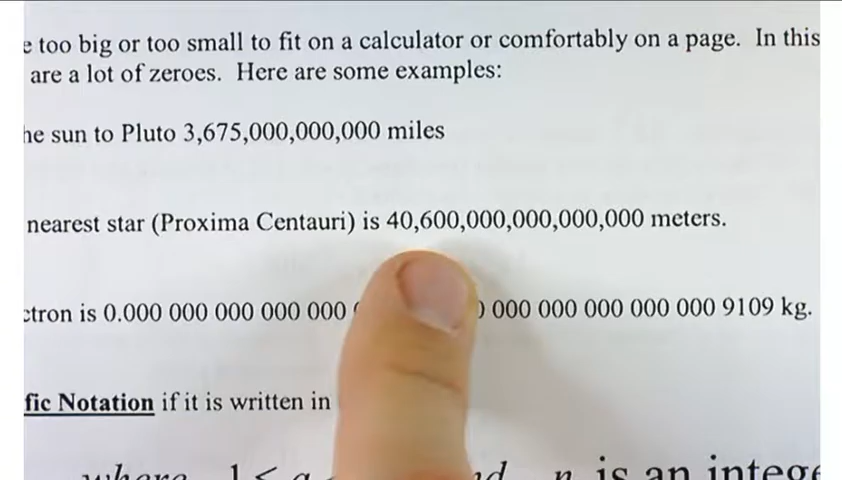 too big or too small to fit on a calculator or comfortably on a page. In this
are a lot of zeroes. Here are some examples:
he sun to Pluto 3,675,000,000,000 miles
nearest star (Proxima Centauri) is 40,600,000,000,000,000 meters.
ctron is 0.000 000 000 000 000 000 000 000 000 000 9109 kg.
fic Notation if it is written in
where 1 ≤ a n is an intege